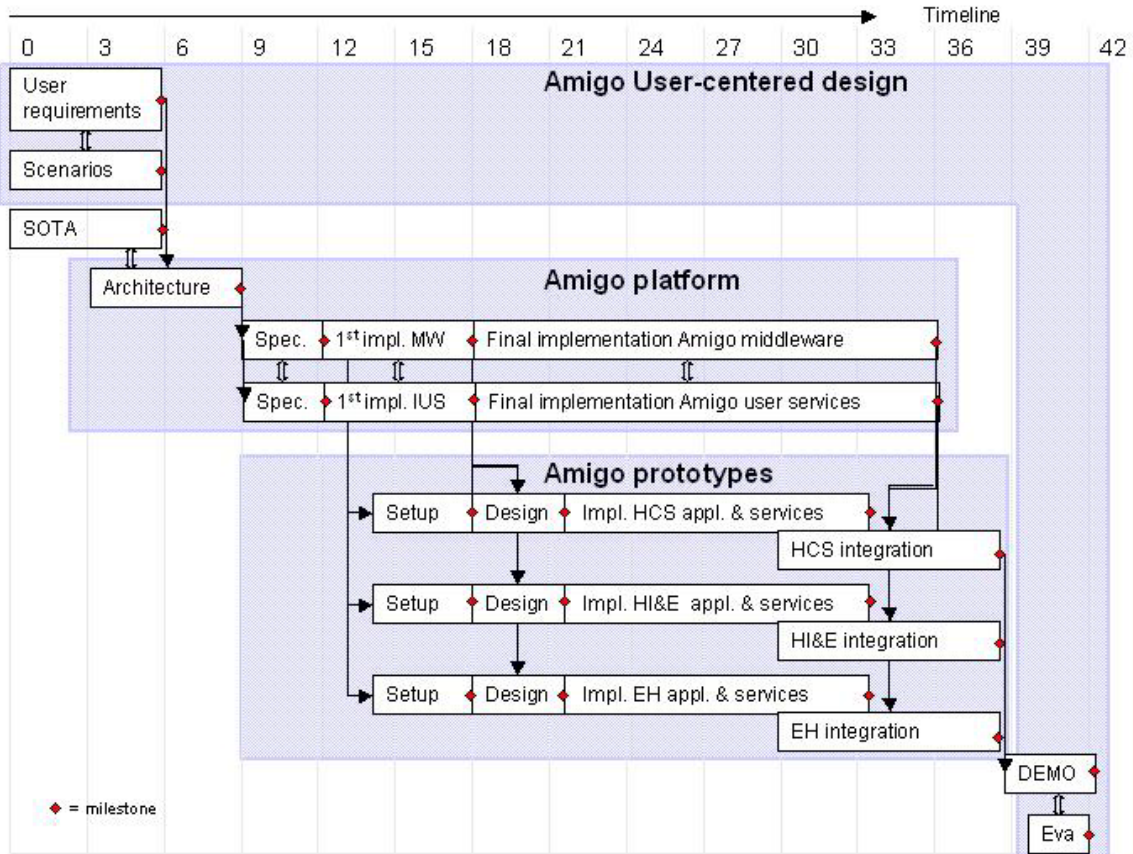 Timeline
0 3 6 9 12 15 18 21 24 27 30 33 36 39 42
Amigo User-centered design
User
requirements
Scenarios
SOTA
Amigo platform
Architecture
Spec. 1st impl. MW Final implementation Amigo middleware
Spec. 1st impl. IUS Final implementation Amigo user services
Amigo prototypes
Setup Design Impl. HCS appl. & services
HCS integration
Setup Design Impl. HI&E appl. & services
HI&E integration
Setup Design Impl. EH appl. & services
EH integration
DEMO
= milestone
Eva